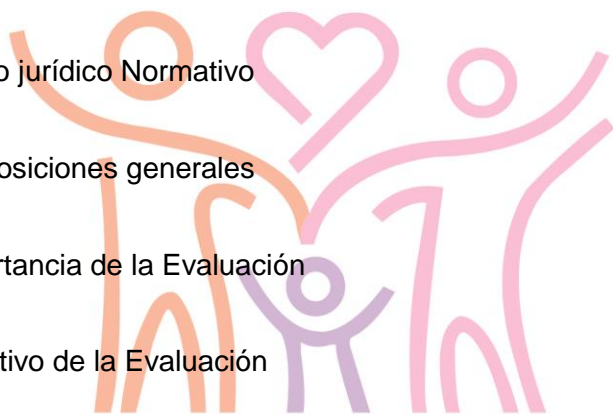 o jurídico Normativo
osiciones generales
rtancia de la Evaluación
tivo de la Evaluación